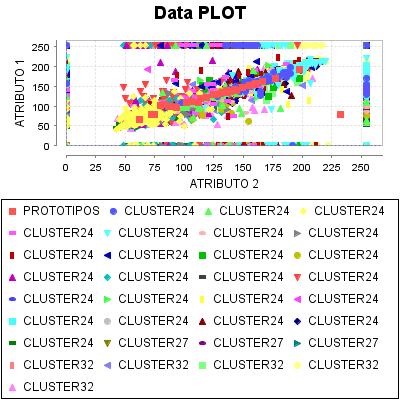 Data PLOT
ATRIBUTO 1
250
200
150
100
50
0
0 25 50 75 100 125 150 175 200 225 250
ATRIBUTO 2
PROTOTIPOS CLUSTER24 CLUSTER24 CLUSTER24
CLUSTER24 CLUSTER24 CLUSTER24 CLUSTER24
CLUSTER24 CLUSTER24 CLUSTER24 CLUSTER24
CLUSTER24 CLUSTER24 CLUSTER24 CLUSTER24
CLUSTER24 CLUSTER24 CLUSTER24 CLUSTER24
CLUSTER24 CLUSTER24 CLUSTER24 CLUSTER24
CLUSTER24 CLUSTER27 CLUSTER27 CLUSTER27
CLUSTER32 CLUSTER32 CLUSTER32 CLUSTER32
CLUSTER32